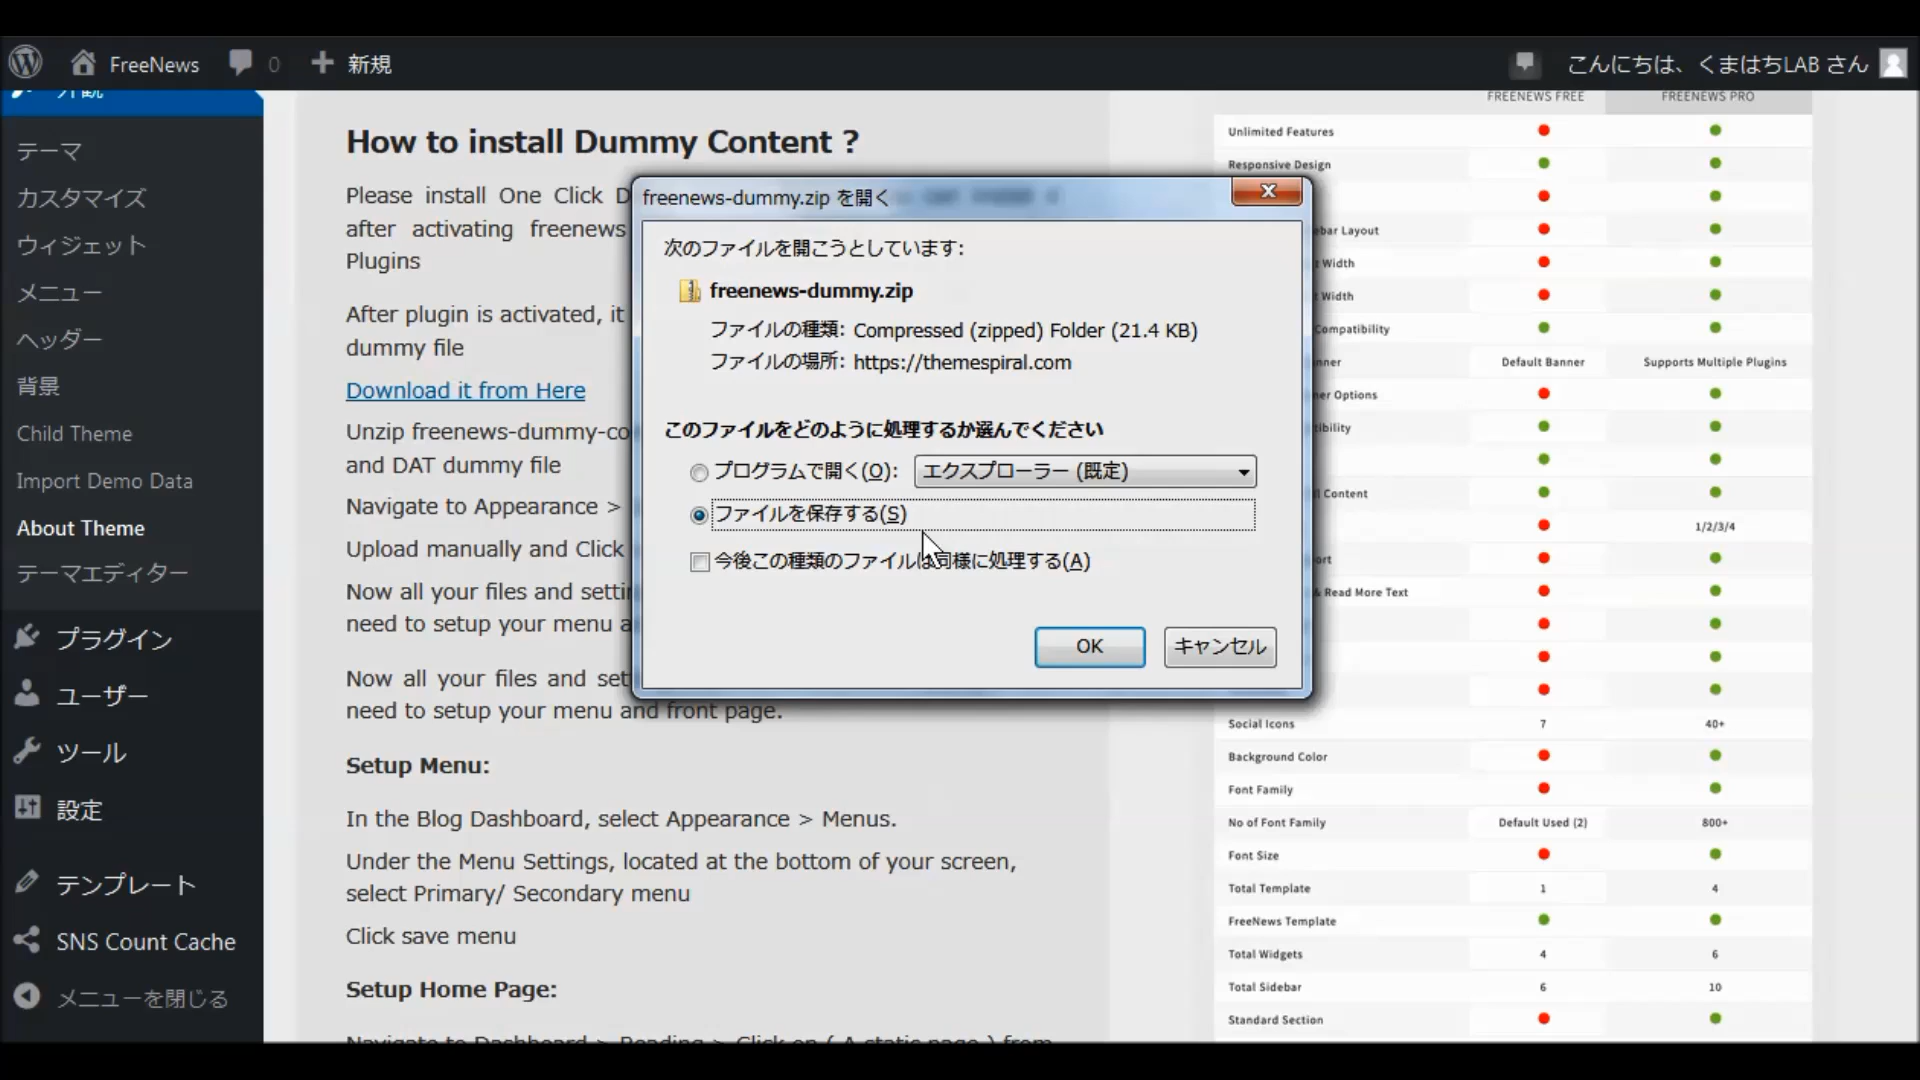 FreeNews
0
新規
こんにちは、くまはちLAB さん
外観
テーマ
カスタマイズ
ウィジェット
メニュー
ヘッダー
背景
Child Theme
Import Demo Data
About Theme
テーマエディター
プラグイン
ユーザー
ツール
設定
テンプレート
SNS Count Cache
メニューを閉じる
How to install Dummy Content ?
Please install One Click D
after activating freenews
Plugins
After plugin is activated, it
dummy file
Download it from Here
Unzip freenews-dummy-co
and DAT dummy file
Navigate to Appearance >
Upload manually and Click
Now all your files and setti
need to setup your menu a
Now all your files and set
need to setup your menu and front page.
Setup Menu:
In the Blog Dashboard, select Appearance > Menus.
Under the Menu Settings, located at the bottom of your screen,
select Primary/ Secondary menu
Click save menu
Setup Home Page:
Navigate to Dashboard > Reading > Click on ( A static page ) from
freenews-dummy.zip を開く
次のファイルを開こうとしています:
freenews-dummy.zip
ファイルの種類: Compressed (zipped) Folder (21.4 KB)
ファイルの場所: https://themespiral.com
このファイルをどのように処理するか選んでください
プログラムで開く(O): エクスプローラー (既定)
ファイルを保存する(S)
今後この種類のファイルは同様に処理する(A)
OK キャンセル
FREENEWS FREE FREENEWS PRO
Unlimited Features
Responsive Design
bar Layout
t Width
t Width
Compatibility
nner Default Banner Supports Multiple Plugins
ner Options
tibility
l Content
1/2/3/4
ort
& Read More Text
Social Icons 7 40+
Background Color
Font Family
No of Font Family Default Used (2) 800+
Font Size
Total Template 1 4
FreeNews Template
Total Widgets 4 6
Total Sidebar 6 10
Standard Section